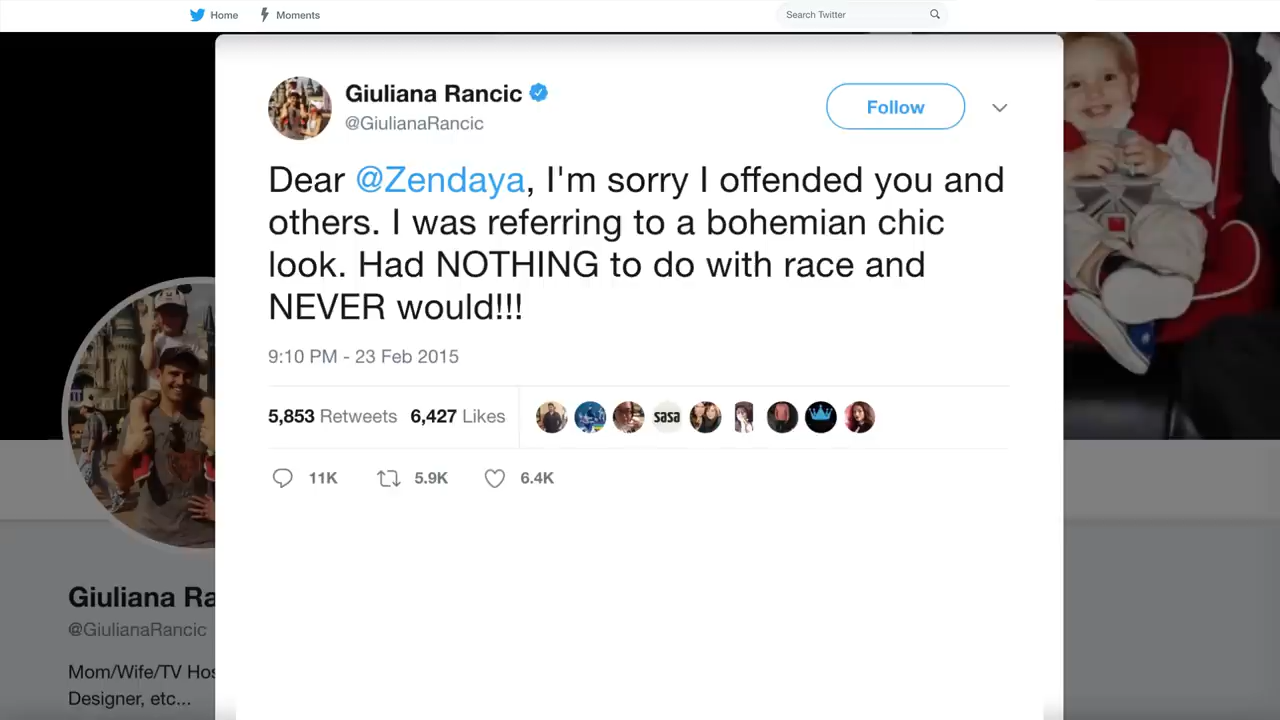 Home Moments Search Twitter
Giuliana Rancic
@GiulianaRancic
Follow
Dear @Zendaya, I'm sorry I offended you and
others. I was referring to a bohemian chic
look. Had NOTHING to do with race and
NEVER would!!!
9:10 PM - 23 Feb 2015
5,853 Retweets 6,427 Likes
sasa
11K 5.9K 6.4K
Giuliana Ra
@GiulianaRancic
Mom/Wife/TV Hos
Designer, etc...